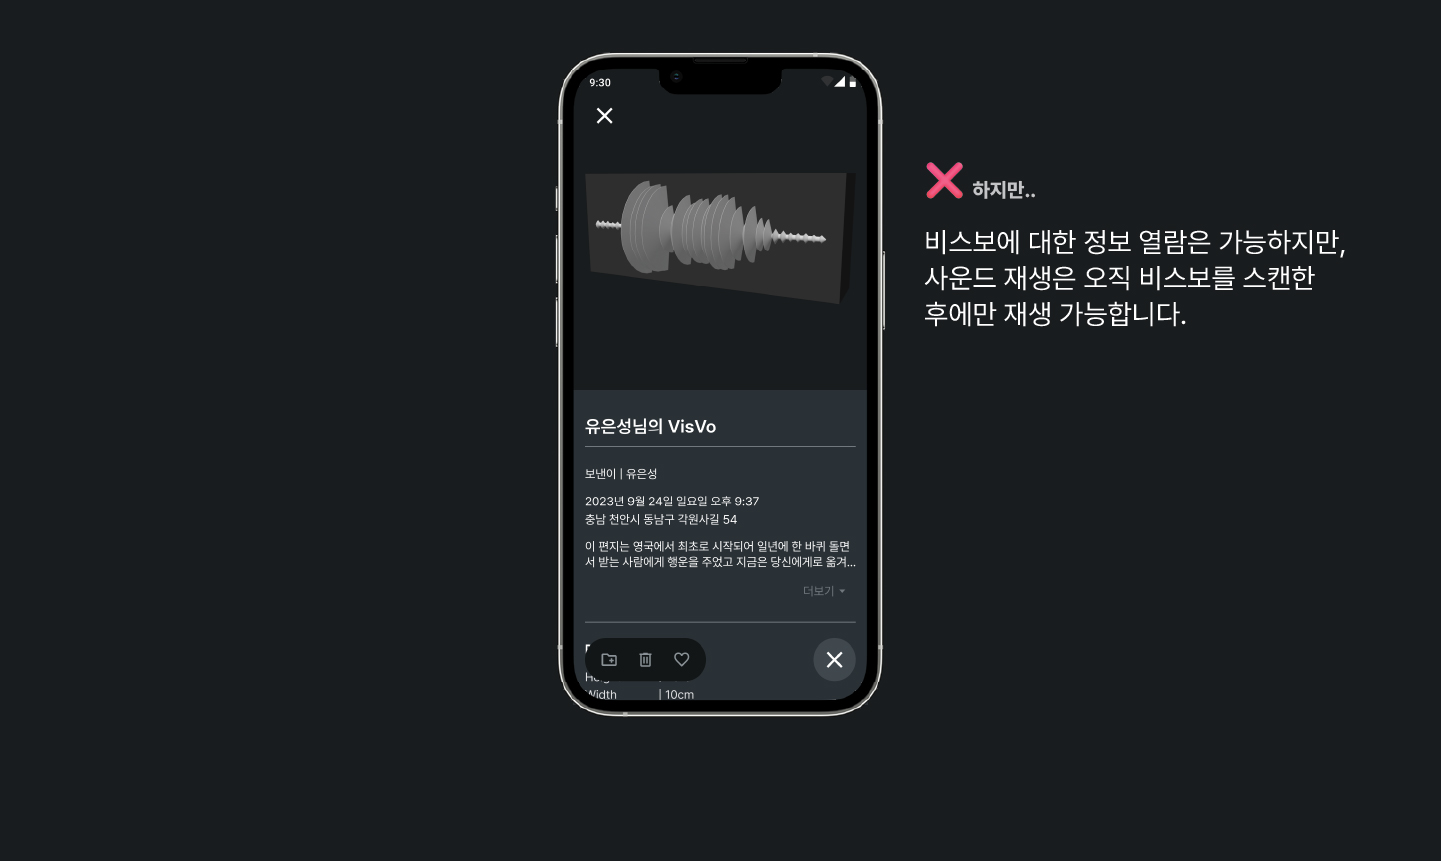 9:30
하지만..
비스보에 대한 정보 열람은 가능하지만,
사운드 재생은 오직 비스보를 스캔한
후에만 재생 가능합니다.
유은성님의 VisVo
보낸이 | 유은성
2023년 9월 24일 일요일 오후 9:37
충남 천안시 동남구 각원사길 54
이 편지는 영국에서 최초로 시작되어 일년에 한 바퀴 돌면
서 받는 사람에게 행운을 주었고 지금은 당신에게로 옮겨...
더보기
Width | 10cm